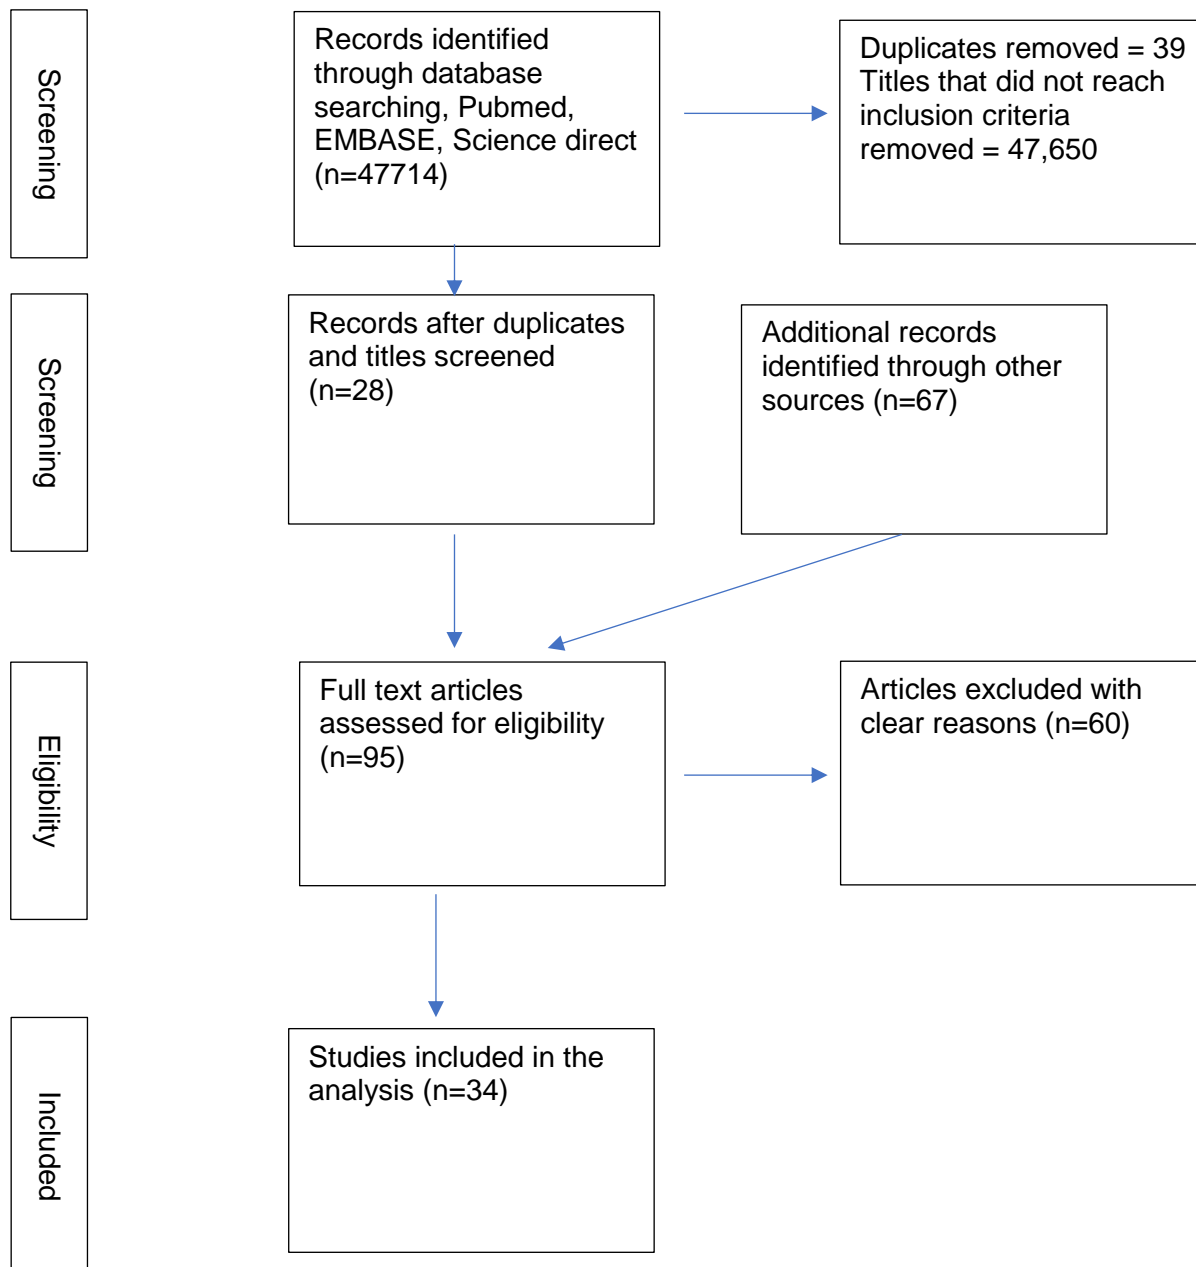 Screening
Records identified
through database
searching, Pubmed,
EMBASE, Science direct
(n=47714)
Duplicates removed = 39
Titles that did not reach
inclusion criteria
removed = 47,650
Screening
Records after duplicates
and titles screened
(n=28)
Additional records
identified through other
sources (n=67)
Eligibility
Full text articles
assessed for eligibility
(n=95)
Articles excluded with
clear reasons (n=60)
Included
Studies included in the
analysis (n=34)